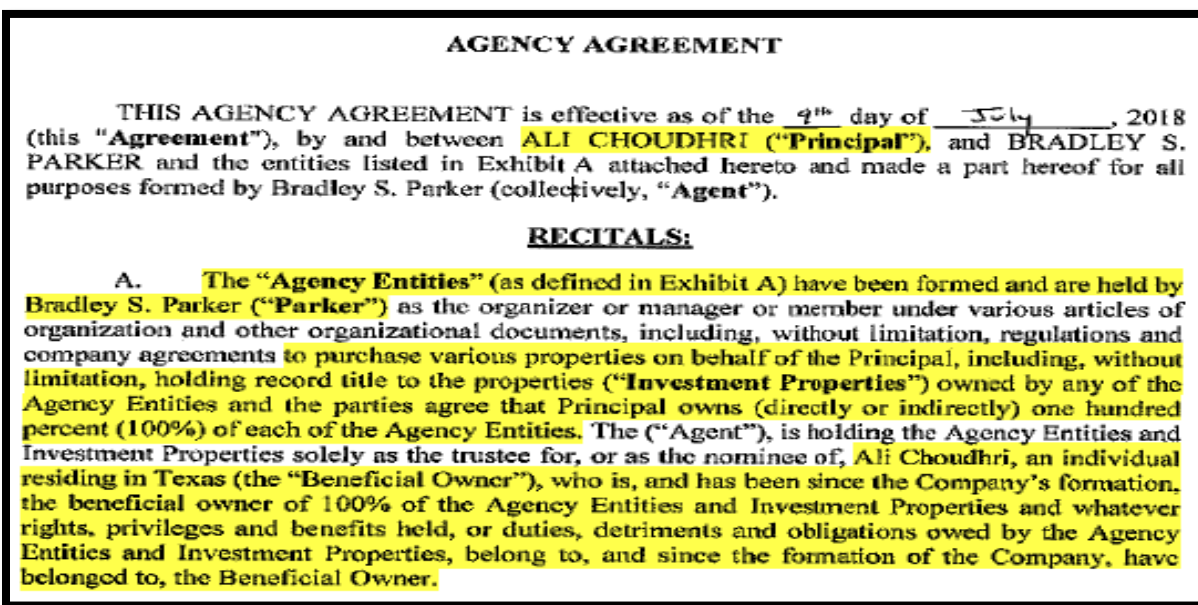 AGENCY AGREEMENT
THIS AGENCY AGREEMENT is effective as of the 9th day of July, 2018
(this "Agreement"), by and between ALI CHOUDHRI ("Principal"), and BRADLEY S.
PARKER and the entities listed in Exhibit A attached hereto and made a part hereof for all
purposes formed by Bradley S. Parker (collectively, "Agent").
RECITALS:
A. The "Agency Entities" (as defined in Exhibit A) have been formed and are held by
Bradley S. Parker ("Parker") as the organizer or manager or member under various articles of
organization and other organizational documents, including, without limitation, regulations and
company agreements to purchase various properties on behalf of the Principal, including, without
limitation, holding record title to the properties ("Investment Properties") owned by any of the
Agency Entities and the parties agree that Principal owns (directly or indirectly) one hundred
percent (100%) of each of the Agency Entities. The ("Agent"), is holding the Agency Entities and
Investment Properties solely as the trustee for, or as the nominee of, Ali Choudhri, an individual
residing in Texas (the "Beneficial Owner"), who is, and has been since the Company's formation,
the beneficial owner of 100% of the Agency Entities and Investment Properties and whatever
rights, privileges and benefits held, or duties, detriments and obligations owed by the Agency
Entities and Investment Properties, belong to, and since the formation of the Company, have
belonged to, the Beneficial Owner.